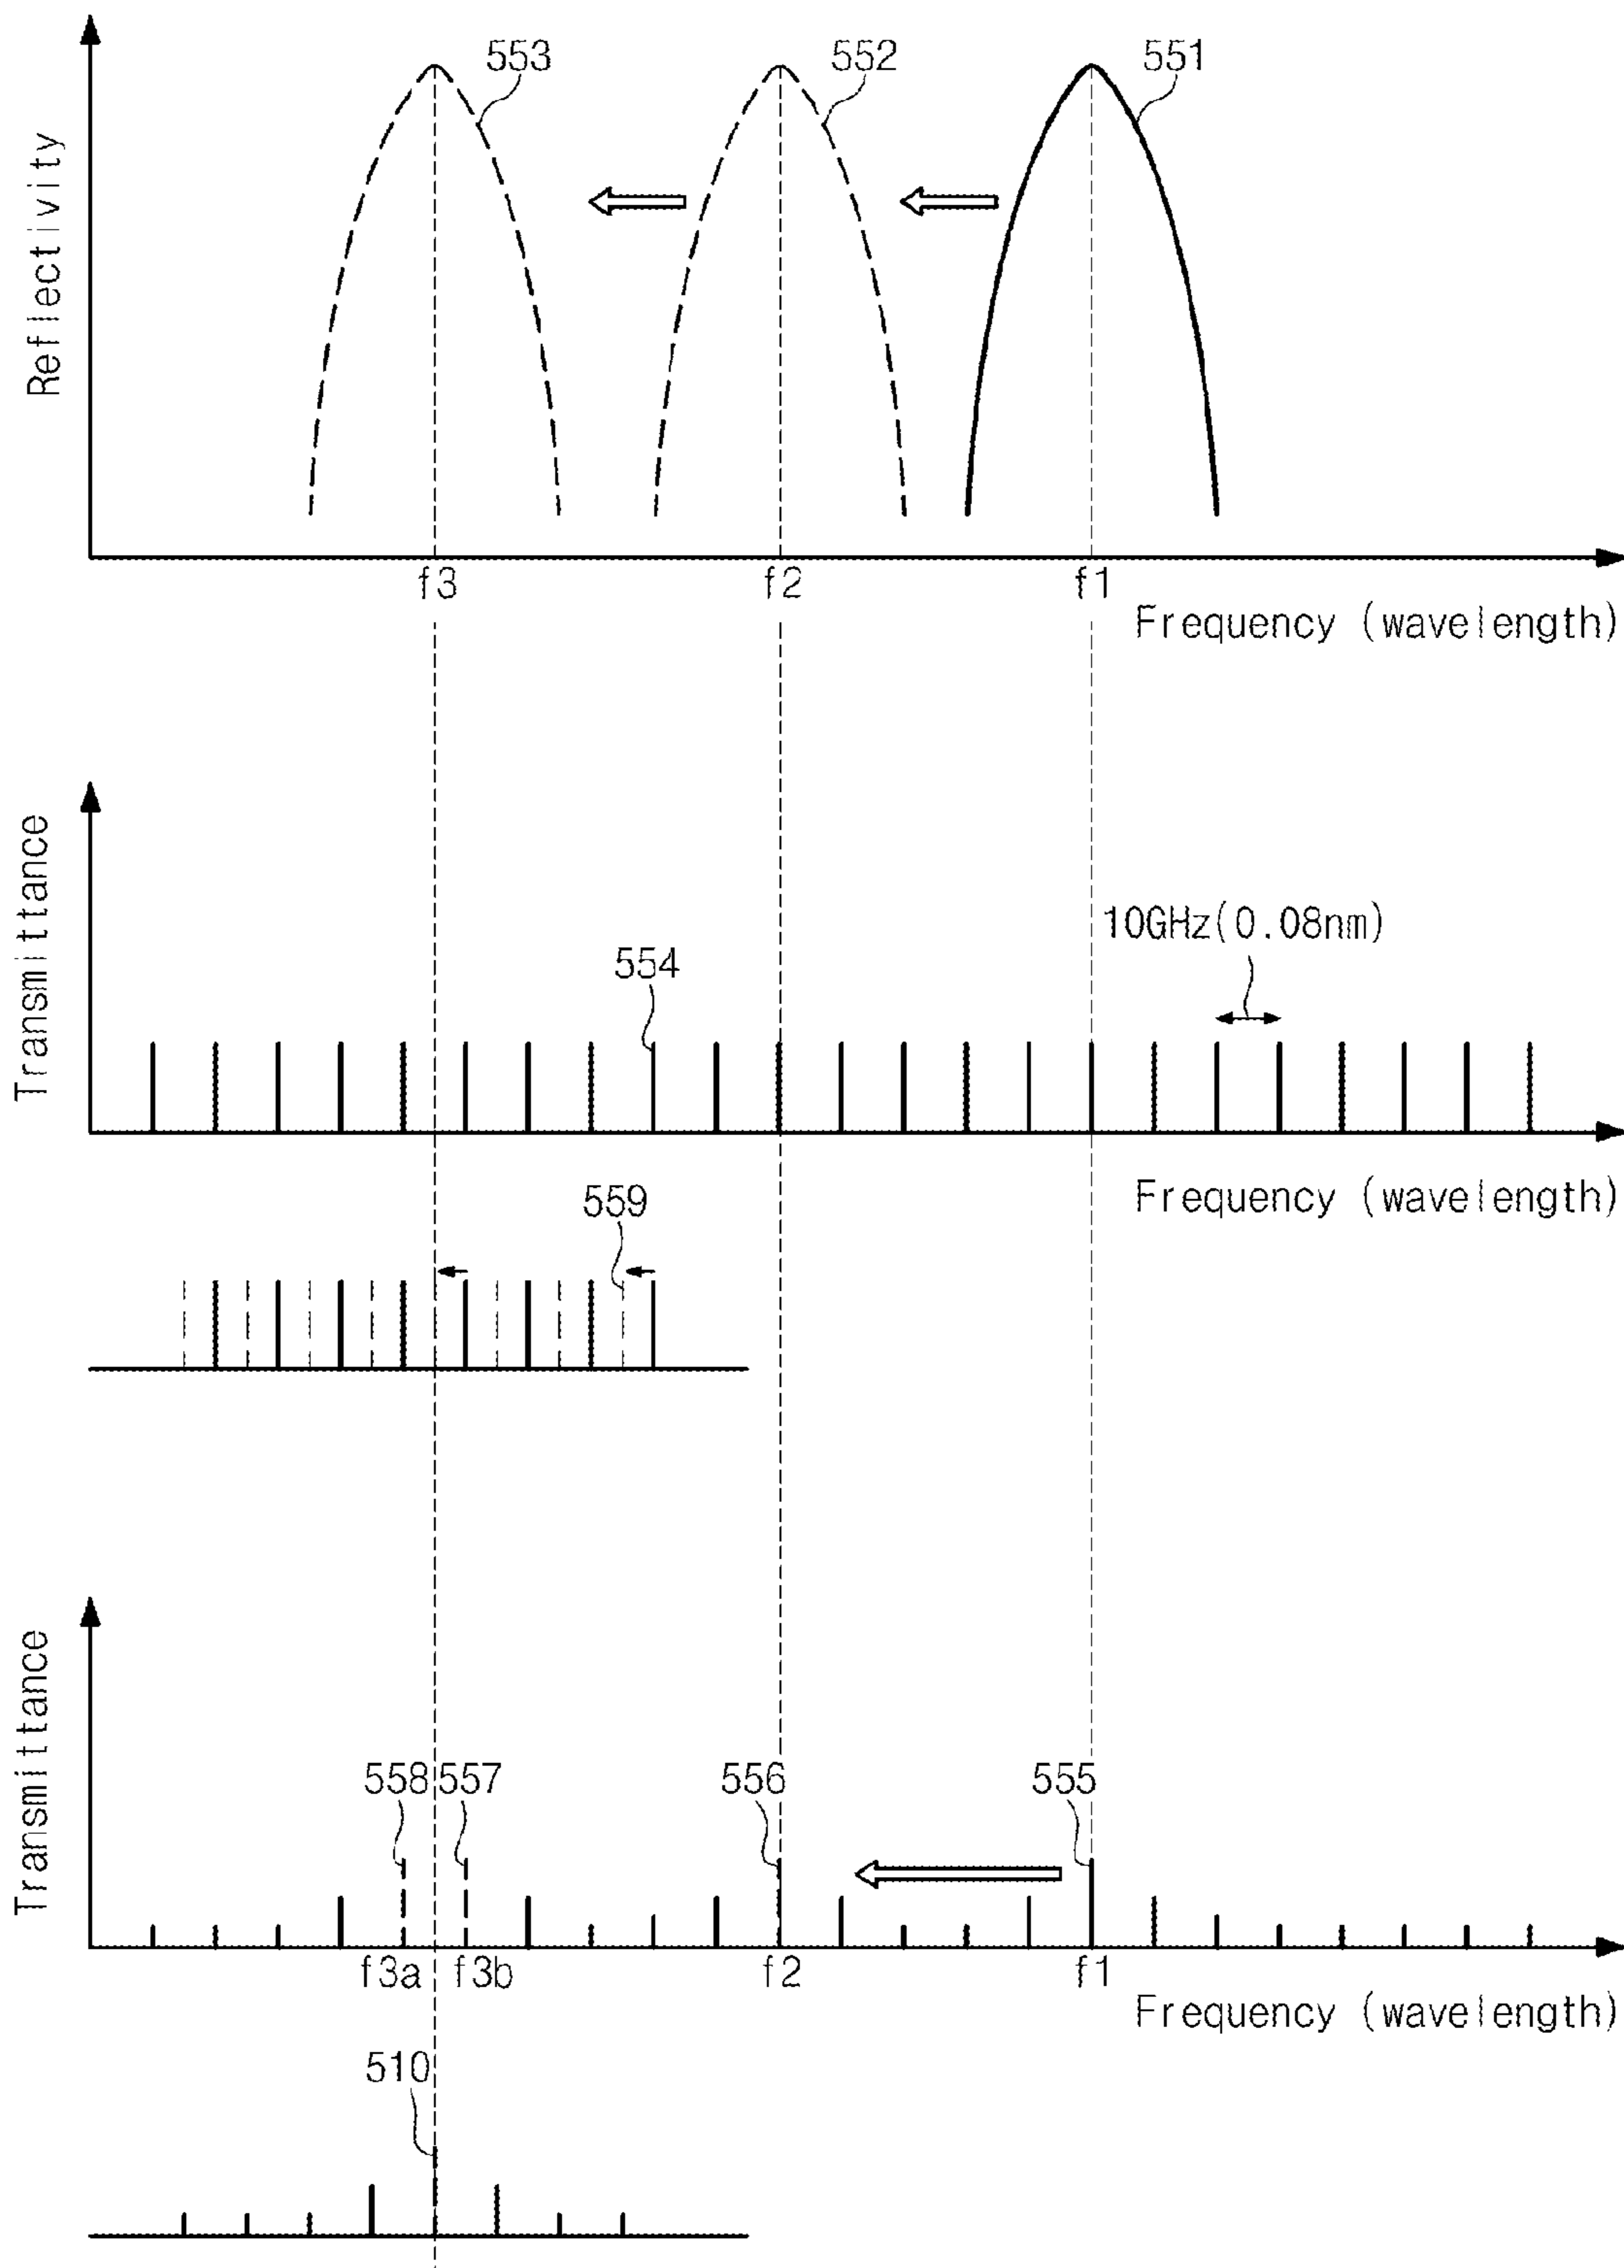 553
552
551
Reflectivity
f3
f2
f1
Frequency (wavelength)
Transmittance
10GHz(0.08nm)
554
Frequency (wavelength)
559
Transmittance
558
557
556
555
f3a
f3b
f2
f1
Frequency (wavelength)
510